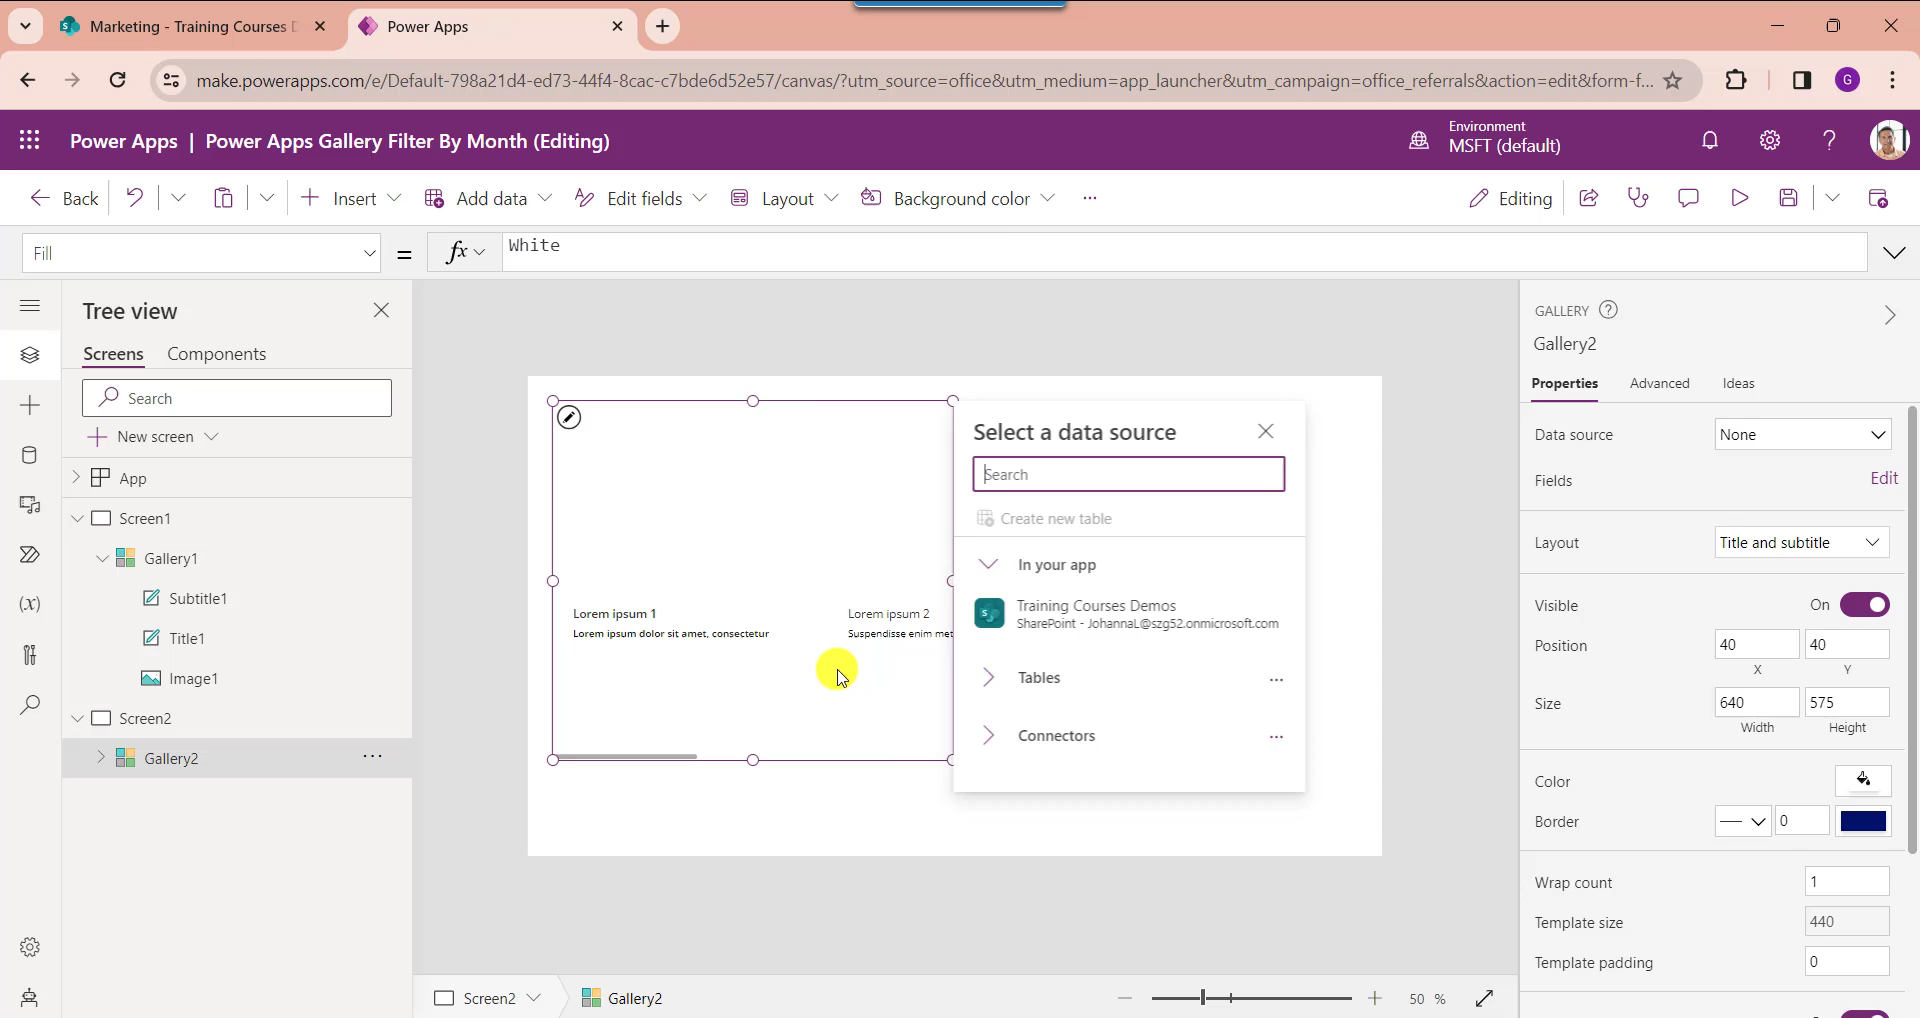 Marketing - Training Courses D
Power Apps
make.powerapps.com/e/Default-798a21d4-ed73-44f4-8cac-c7bde6d52e57/canvas/?utm_source=office&utm_medium=app_launcher&utm_campaign=office_referrals&action=edit&form-f...
G
Power Apps | Power Apps Gallery Filter By Month (Editing)
Environment
MSFT (default)
Back
Insert
Add data
Edit fields
Layout
Background color
...
Editing
Fill
=
fx
White
Tree view
Screens
Components
Search
New screen
App
Screen1
Gallery1
Subtitle1
Title1
Image1
Screen2
Gallery2
...
Lorem ipsum 1
Lorem ipsum dolor sit amet, consectetur
Lorem ipsum 2
Suspendisse enim met
Select a data source
Search
Create new table
In your app
Training Courses Demos
SharePoint - JohannaL@szg52.onmicrosoft.com
Tables
...
Connectors
...
GALLERY
Gallery2
Properties
Advanced
Ideas
Data source
None
Fields
Edit
Layout
Title and subtitle
Visible
On
Position
40
40
X
Y
Size
640
575
Width
Height
Color
Border
0
Wrap count
1
Template size
440
Template padding
0
Screen2
Gallery2
50 %